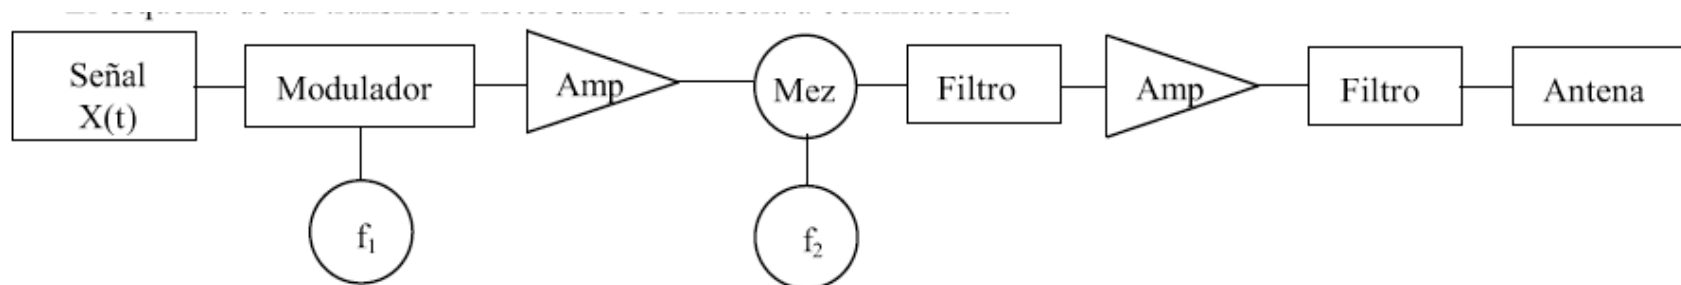 Señal
X(t)
Modulador
Amp
Mez
Filtro
Amp
Filtro
Antena
f₁
f₂